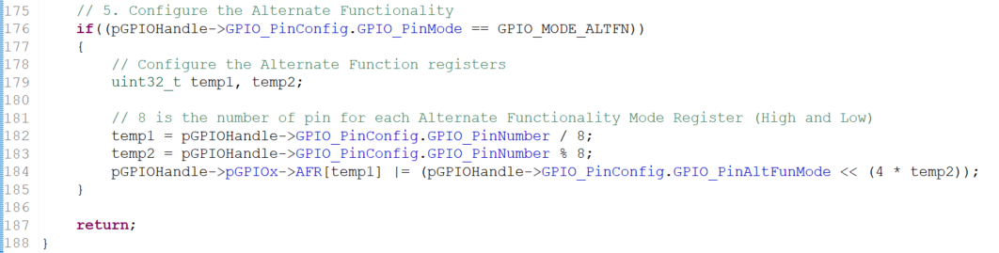 175 // 5. Configure the Alternate Functionality
176 if((pGPIOHandle->GPIO_PinConfig.GPIO_PinMode == GPIO_MODE_ALTFN))
177 {
178 // Configure the Alternate Function registers
179 uint32_t temp1, temp2;
180
181 // 8 is the number of pin for each Alternate Functionality Mode Register (High and Low)
182 temp1 = pGPIOHandle->GPIO_PinConfig.GPIO_PinNumber / 8;
183 temp2 = pGPIOHandle->GPIO_PinConfig.GPIO_PinNumber % 8;
184 pGPIOHandle->pGPIOx->AFR[temp1] |= (pGPIOHandle->GPIO_PinConfig.GPIO_PinAltFunMode << (4 * temp2));
185 }
186
187 return;
188 }